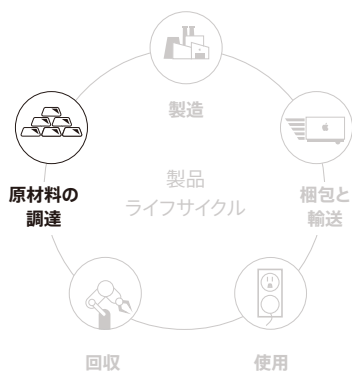 製造
原材料の
調達
製品
ライフサイクル
梱包と
輸送
回収
使用